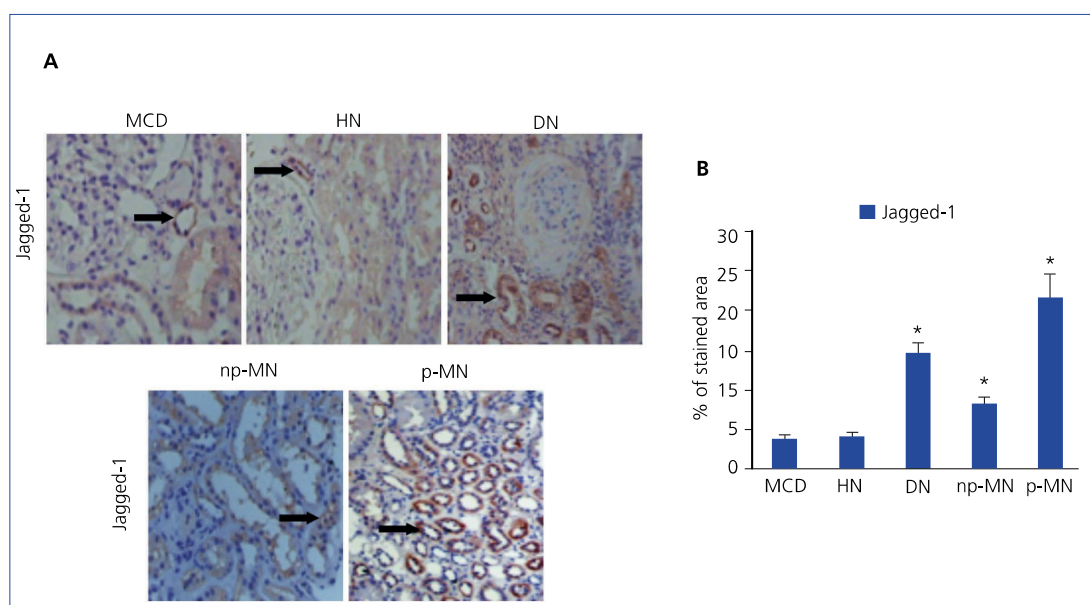 A
MCD HN DN
Jagged-1
np-MN p-MN
Jagged-1
B
Jagged-1
% of stained area
30
25
20
10
15
5
0
* * * 
MCD HN DN np-MN p-MN